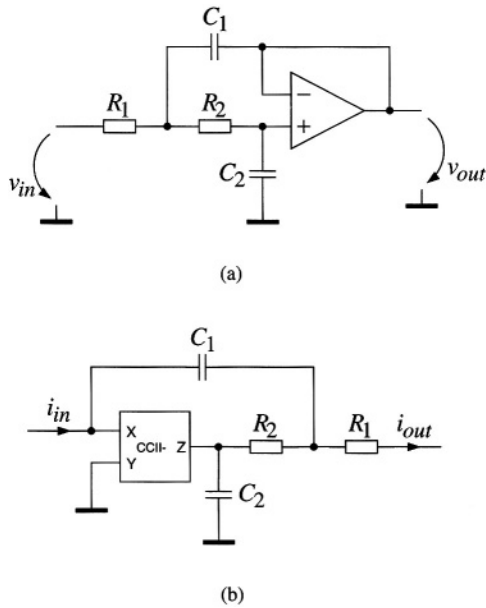 C1
R1
R2
−
+
C2
vin
vout
(a)
C1
iin
X
CCII-
Z
Y
R2
R1
iout
C2
(b)